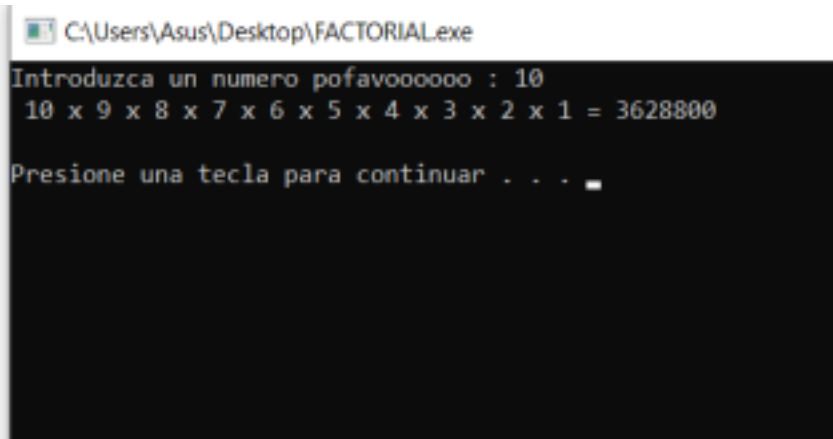 C:\Users\Asus\Desktop\FACTORIAL.exe
Introduzca un numero pofavoooooo : 10
10 x 9 x 8 x 7 x 6 x 5 x 4 x 3 x 2 x 1 = 3628800
Presione una tecla para continuar . . .